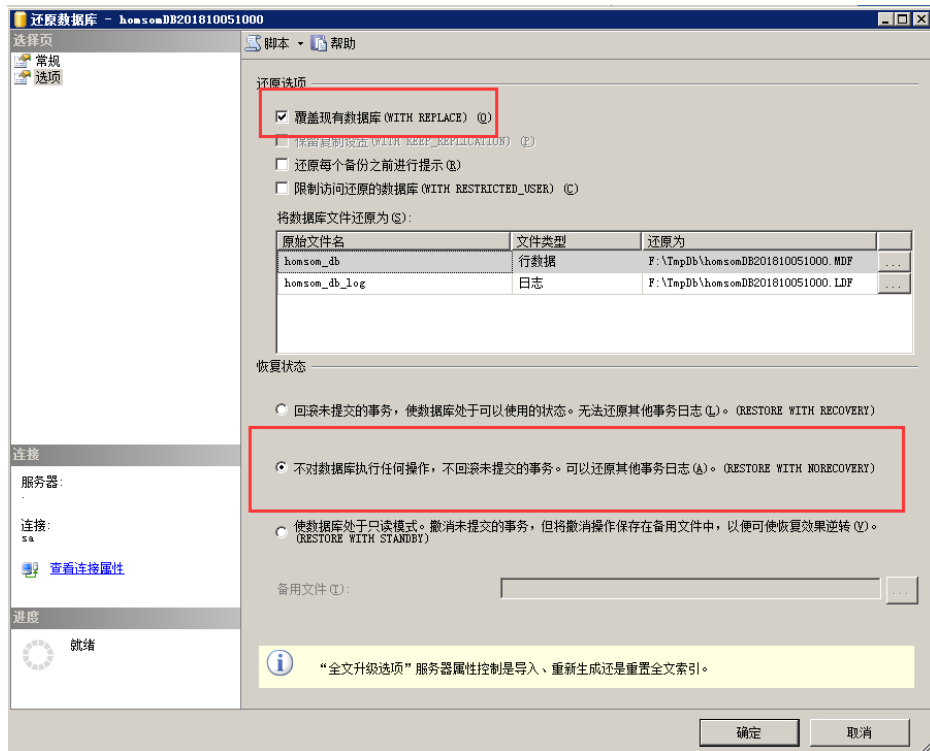 还原数据库 - homsomDB201810051000
选择页
常规
选项
脚本
帮助
还原选项
覆盖现有数据库(WITH REPLACE) (O)
保留复制设置(WITH KEEP_REPLICATION) (P)
还原每个备份之前进行提示(R)
限制访问还原的数据库(WITH RESTRICTED_USER) (C)
将数据库文件还原为(S):
原始文件名 文件类型 还原为
homsom_db 行数据 F:\TmpDb\homsomDB201810051000.MDF ...
homsom_db_log 日志 F:\TmpDb\homsomDB201810051000.LDF ...
恢复状态
回滚未提交的事务，使数据库处于可以使用的状态。无法还原其他事务日志(L)。(RESTORE WITH RECOVERY)
不对数据库执行任何操作，不回滚未提交的事务。可以还原其他事务日志(A)。(RESTORE WITH NORECOVERY)
使数据库处于只读模式。撤消未提交的事务，但将撤消操作保存在备用文件中，以便可使恢复效果逆转(V)。
(RESTORE WITH STANDBY)
备用文件(T):
...
连接
服务器:
.
连接:
sa
查看连接属性
进度
就绪
“全文升级选项”服务器属性控制是导入、重新生成还是重置全文索引。
确定
取消